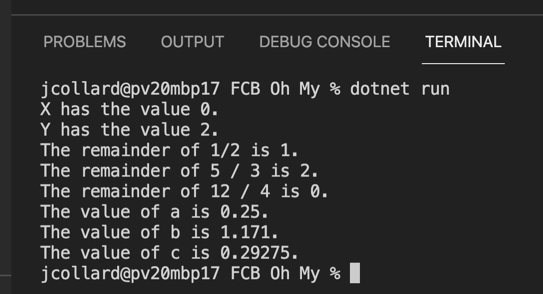 PROBLEMS OUTPUT DEBUG CONSOLE TERMINAL
jcollard@pv20mbp17 FCB Oh My % dotnet run
X has the value 0.
Y has the value 2.
The remainder of 1/2 is 1.
The remainder of 5 / 3 is 2.
The remainder of 12 / 4 is 0.
The value of a is 0.25.
The value of b is 1.171.
The value of c is 0.29275.
jcollard@pv20mbp17 FCB Oh My %